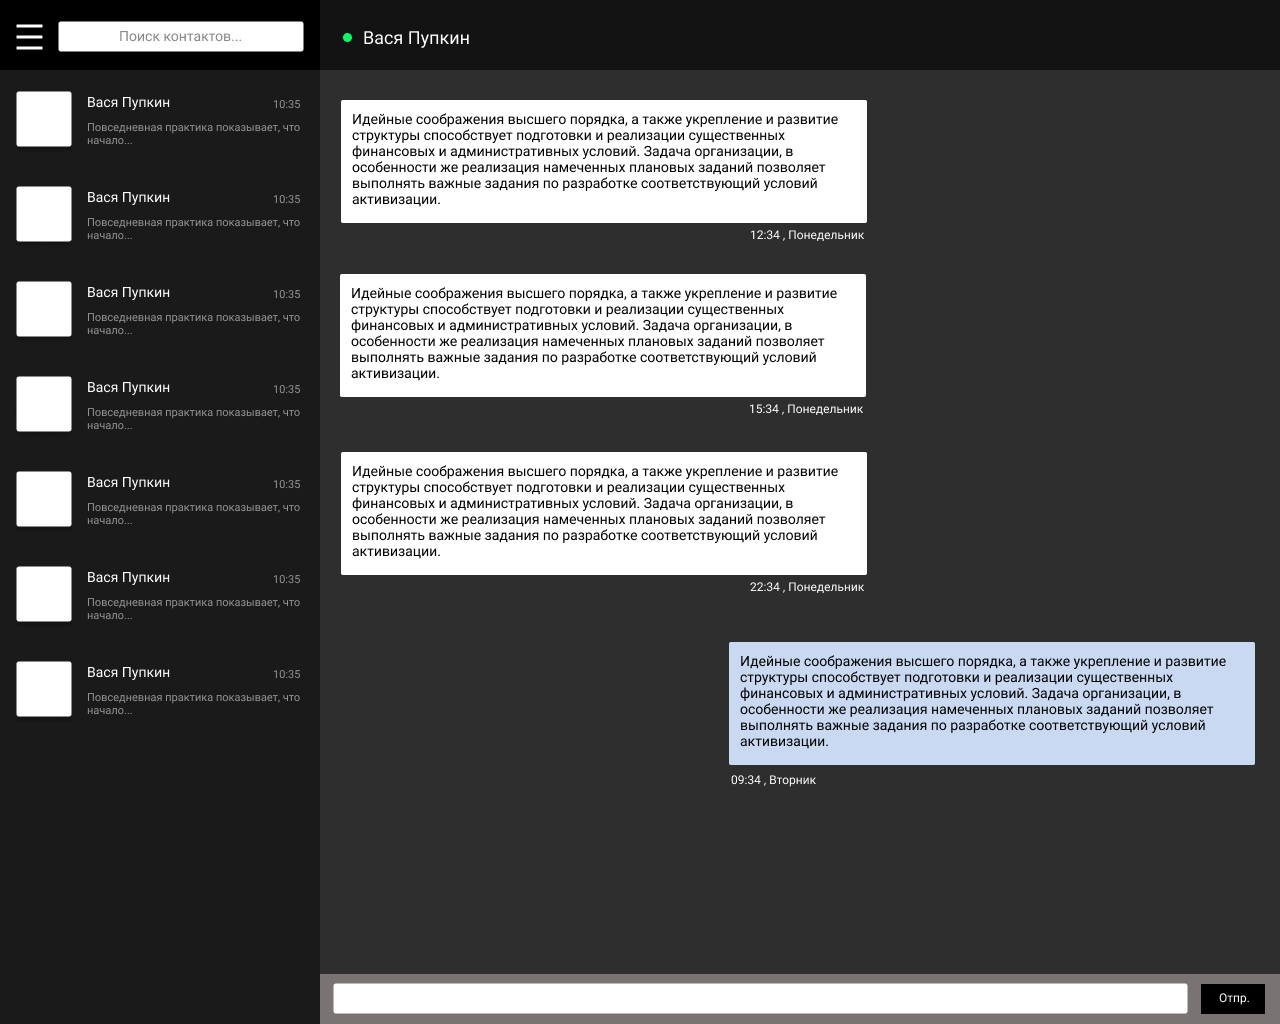 Поиск контактов...
Вася Пупкин
10:35
Повседневная практика показывает, что
начало...
Вася Пупкин
10:35
Повседневная практика показывает, что
начало...
Вася Пупкин
10:35
Повседневная практика показывает, что
начало...
Вася Пупкин
10:35
Повседневная практика показывает, что
начало...
Вася Пупкин
10:35
Повседневная практика показывает, что
начало...
Вася Пупкин
10:35
Повседневная практика показывает, что
начало...
Вася Пупкин
10:35
Повседневная практика показывает, что
начало...
Вася Пупкин
Идейные соображения высшего порядка, а также укрепление и развитие
структуры способствует подготовки и реализации существенных
финансовых и административных условий. Задача организации, в
особенности же реализация намеченных плановых заданий позволяет
выполнять важные задания по разработке соответствующий условий
активизации.
12:34 , Понедельник
Идейные соображения высшего порядка, а также укрепление и развитие
структуры способствует подготовки и реализации существенных
финансовых и административных условий. Задача организации, в
особенности же реализация намеченных плановых заданий позволяет
выполнять важные задания по разработке соответствующий условий
активизации.
15:34 , Понедельник
Идейные соображения высшего порядка, а также укрепление и развитие
структуры способствует подготовки и реализации существенных
финансовых и административных условий. Задача организации, в
особенности же реализация намеченных плановых заданий позволяет
выполнять важные задания по разработке соответствующий условий
активизации.
22:34 , Понедельник
Идейные соображения высшего порядка, а также укрепление и развитие
структуры способствует подготовки и реализации существенных
финансовых и административных условий. Задача организации, в
особенности же реализация намеченных плановых заданий позволяет
выполнять важные задания по разработке соответствующий условий
активизации.
09:34 , Вторник
Отпр.